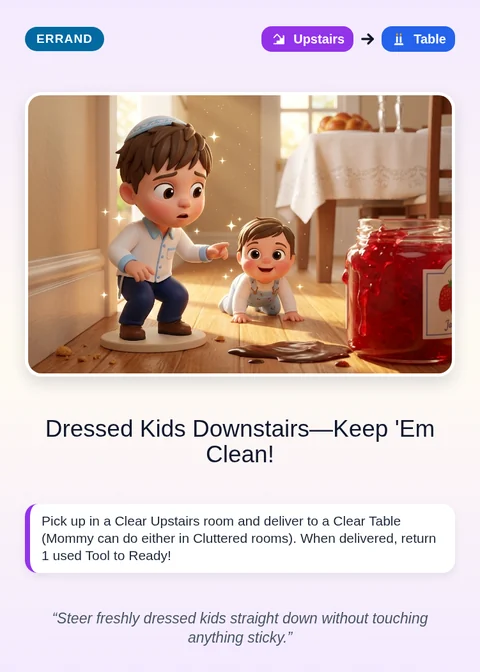 ERRAND
Upstairs → Table
Dressed Kids Downstairs—Keep 'Em
Clean!
Pick up in a Clear Upstairs room and deliver to a Clear Table
(Mommy can do either in Cluttered rooms). When delivered, return
1 used Tool to Ready!
“Steer freshly dressed kids straight down without touching
anything sticky.”